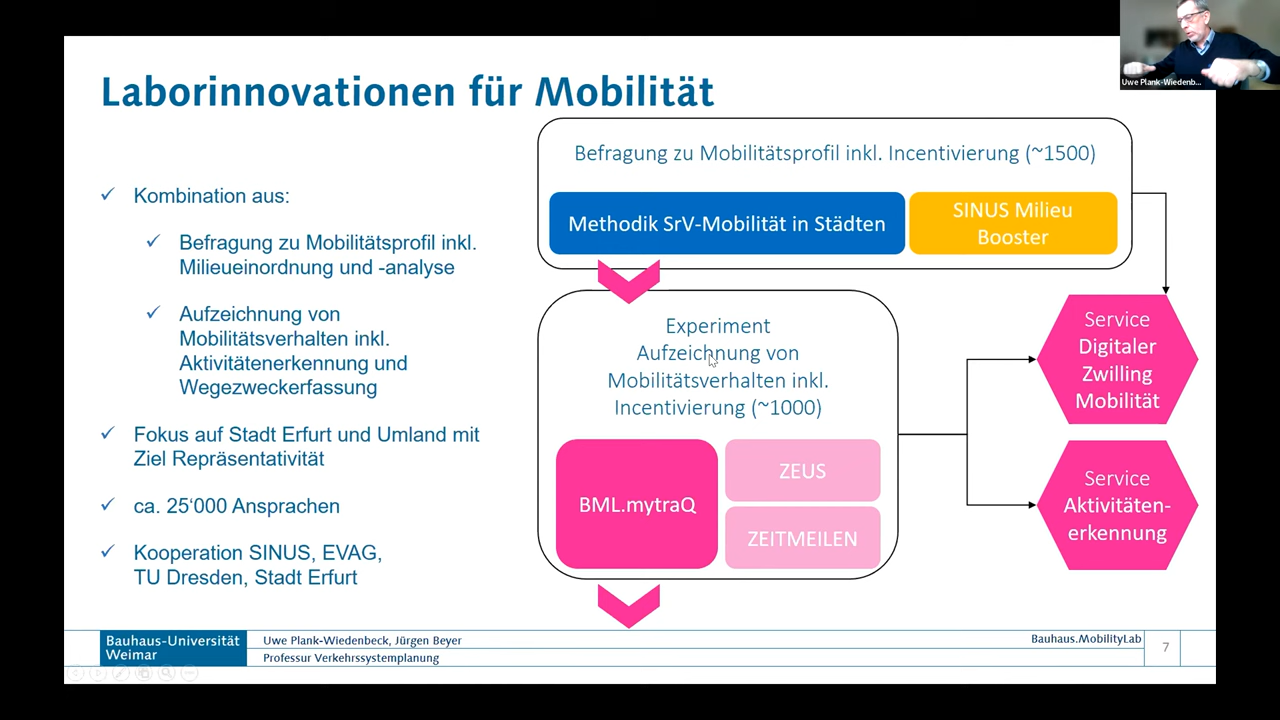 Laborinnovationen für Mobilität
Kombination aus:
Befragung zu Mobilitätsprofil inkl.
Milieueinordnung und -analyse
Aufzeichnung von
Mobilitätsverhalten inkl.
Aktivitätenerkennung und
Wegezweckerfassung
Fokus auf Stadt Erfurt und Umland mit
Ziel Repräsentativität
ca. 25‘000 Ansprachen
Kooperation SINUS, EVAG,
TU Dresden, Stadt Erfurt
Befragung zu Mobilitätsprofil inkl. Incentivierung (~1500)
Methodik SrV-Mobilität in Städten
SINUS Milieu
Booster
Experiment
Aufzeichnung von
Mobilitätsverhalten inkl.
Incentivierung (~1000)
BML.mytraQ
ZEUS
ZEITMEILEN
Service
Digitaler
Zwilling
Mobilität
Service
Aktivitäten-
erkennung
Bauhaus-Universität
Weimar
Uwe Plank-Wiedenbeck, Jürgen Beyer
Professur Verkehrssystemplanung
Bauhaus.MobilityLab
7
Uwe Plank-Wiedenb...